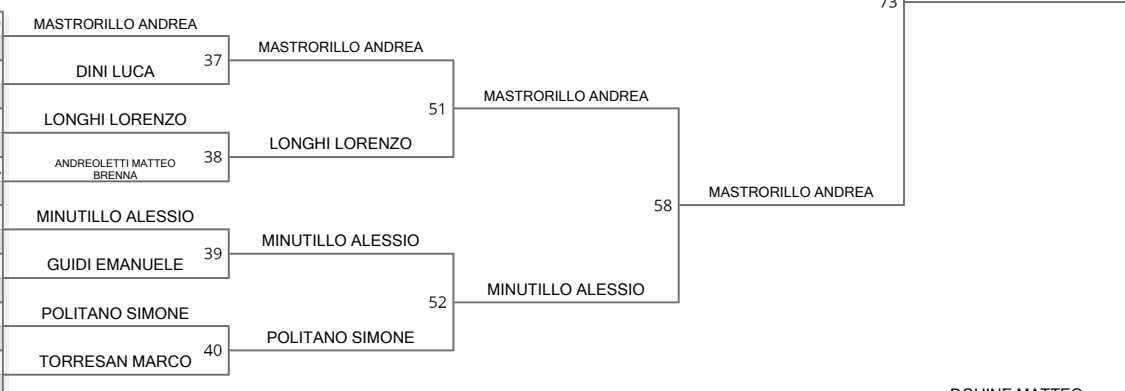 73
MASTRORILLO ANDREA
37
DINI LUCA
MASTRORILLO ANDREA
51
LONGHI LORENZO
38
ANDREOLETTI MATTEO
BRENNA
LONGHI LORENZO
MASTRORILLO ANDREA
58
MASTRORILLO ANDREA
MINUTILLO ALESSIO
39
GUIDI EMANUELE
MINUTILLO ALESSIO
52
POLITANO SIMONE
40
TORRESAN MARCO
POLITANO SIMONE
MINUTILLO ALESSIO